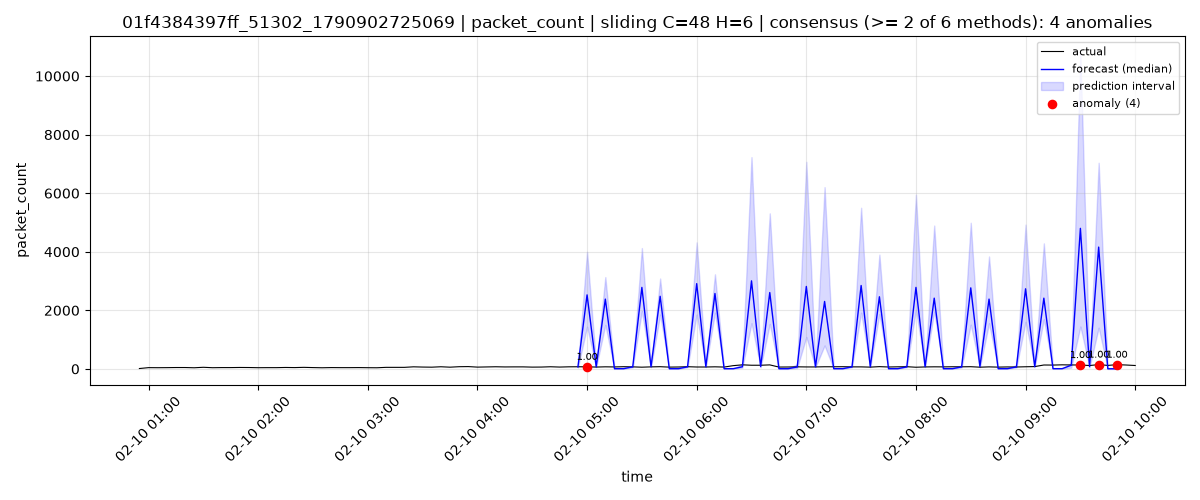 01f4384397ff_51302_1790902725069 | packet_count | sliding C=48 H=6 | consensus (>= 2 of 6 methods): 4 anomalies
actual
forecast (median)
prediction interval
anomaly (4)
packet_count
10000
8000
6000
4000
2000
0
1.00
1.00
1.00
1.00
02-10 01:00
02-10 02:00
02-10 03:00
02-10 04:00
02-10 05:00
02-10 06:00
02-10 07:00
02-10 08:00
02-10 09:00
02-10 10:00
time